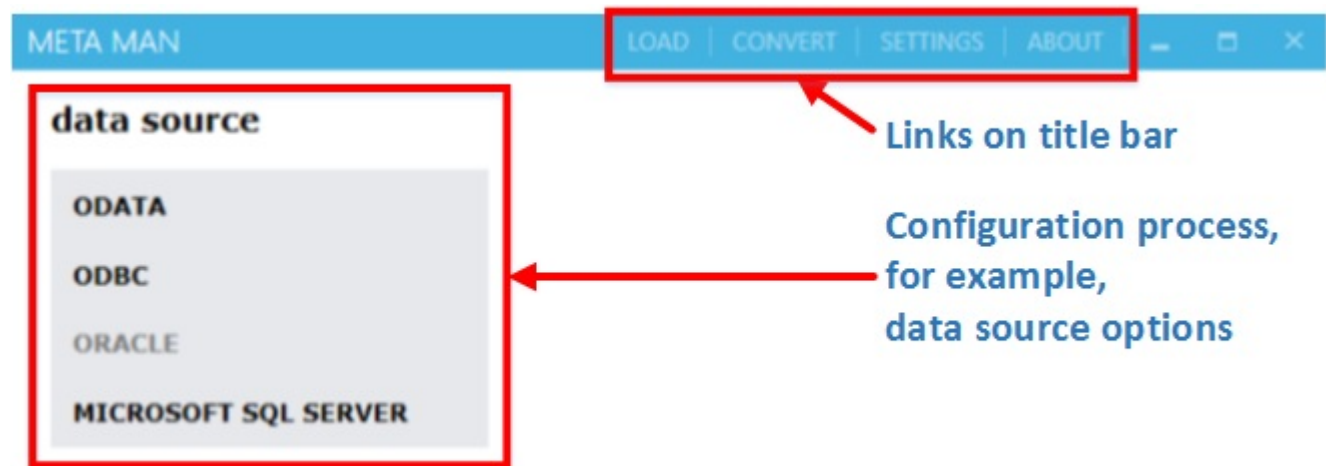 META MAN LOAD | CONVERT | SETTINGS | ABOUT
data source
Links on title bar
ODATA
ODBC
ORACLE
MICROSOFT SQL SERVER
Configuration process,
for example,
data source options